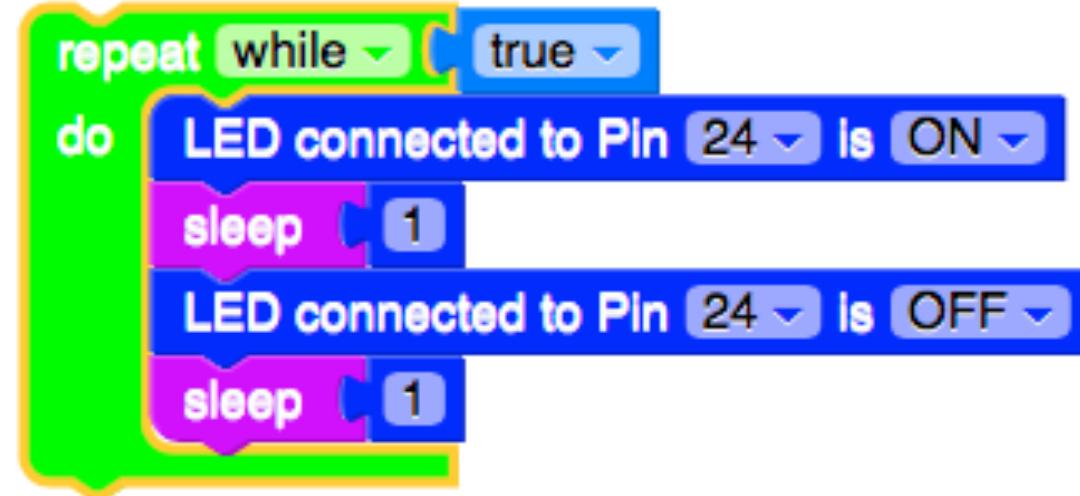 repeat while true
do LED connected to Pin 24 is ON
sleep 1
LED connected to Pin 24 is OFF
sleep 1